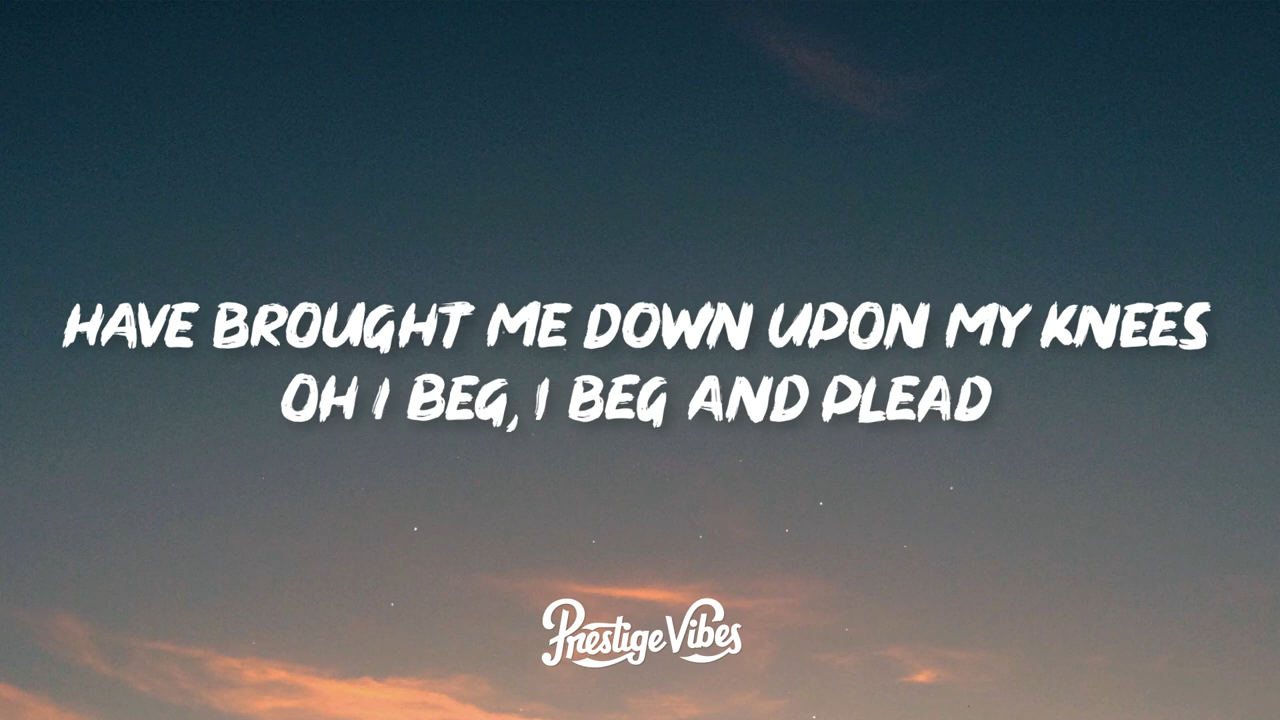 HAVE BROUGHT ME DOWN UPON MY KNEES
OH I BEG, I BEG AND PLEAD
Prestige Vibes